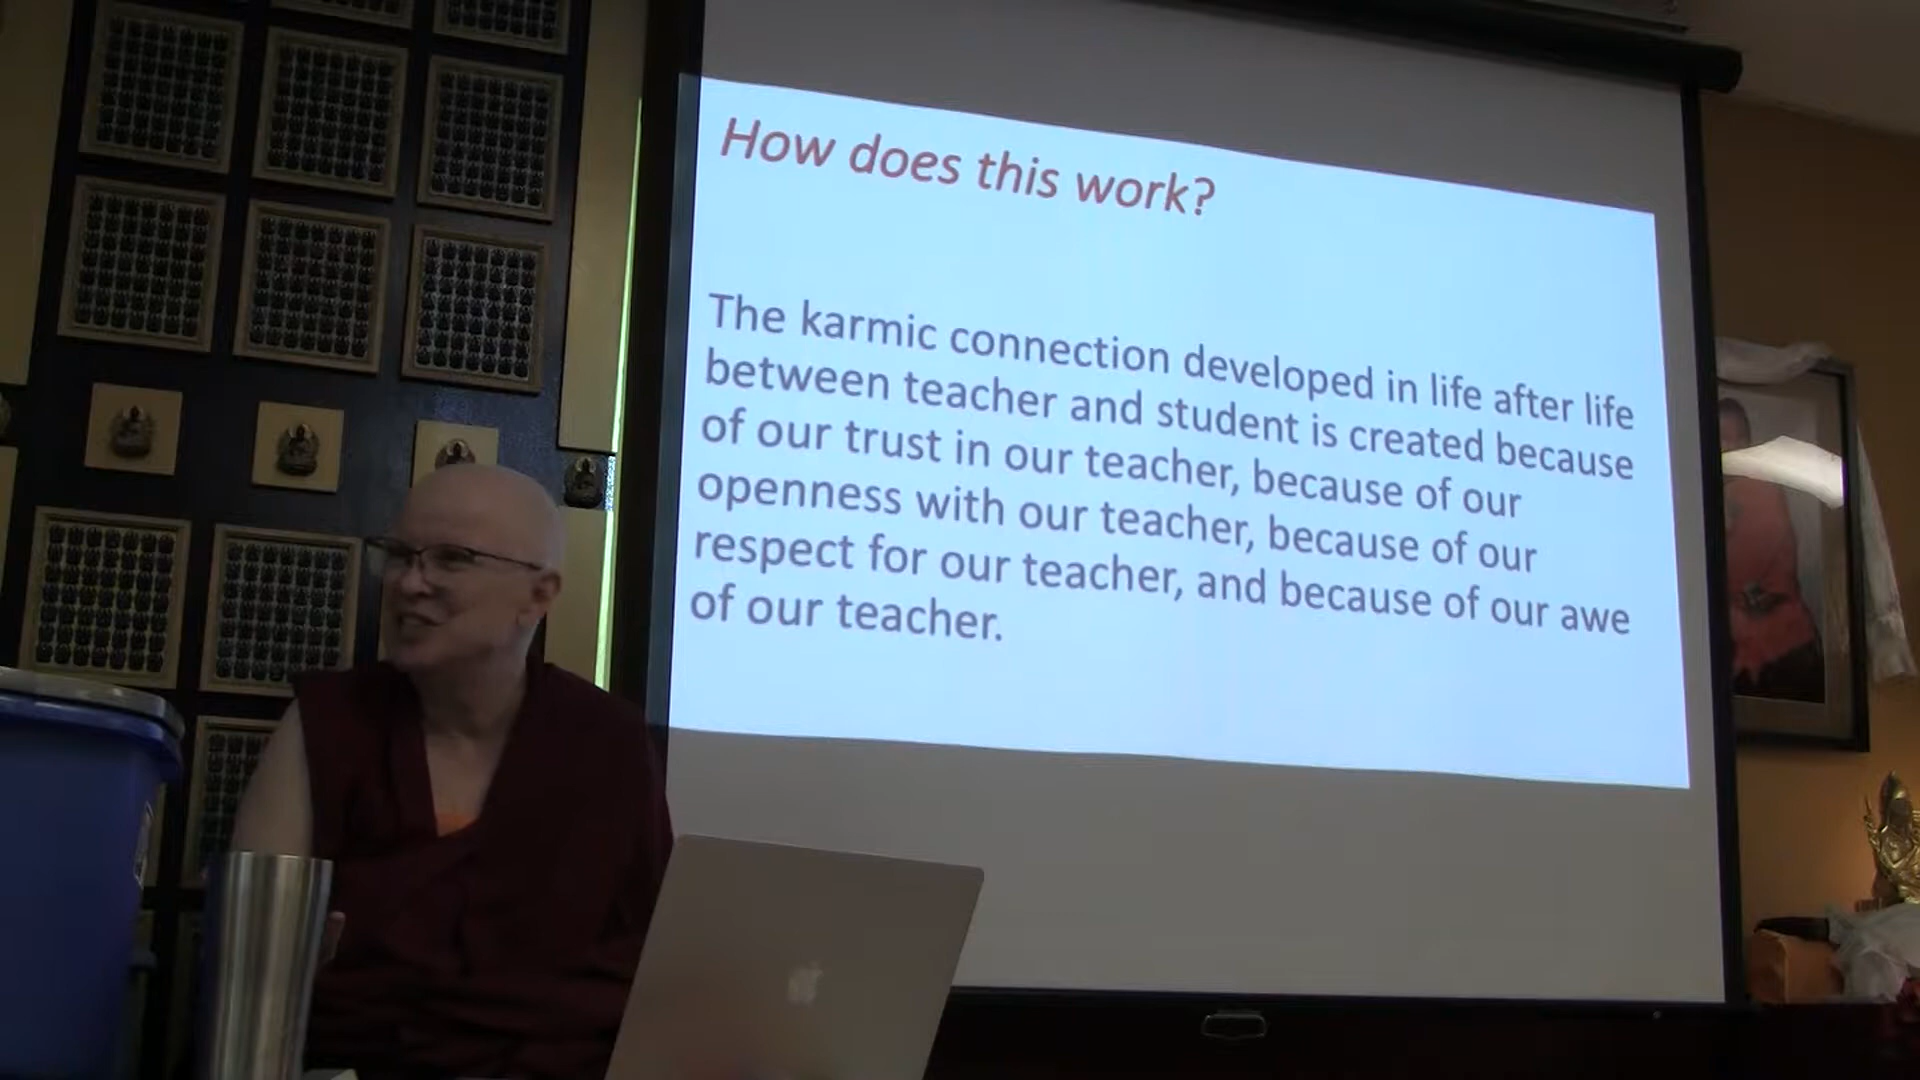 How does this work?
The karmic connection developed in life after life
between teacher and student is created because
of our trust in our teacher, because of our
openness with our teacher, because of our
respect for our teacher, and because of our awe
of our teacher.